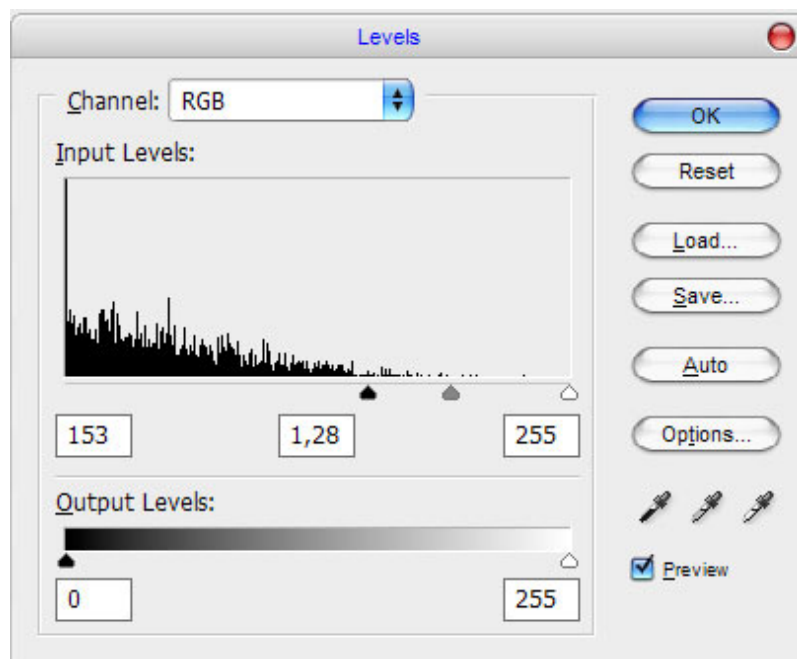 Levels
Channel: RGB
Input Levels:
153 1,28 255
Output Levels:
0 255
OK
Reset
Load...
Save...
Auto
Options...
Preview